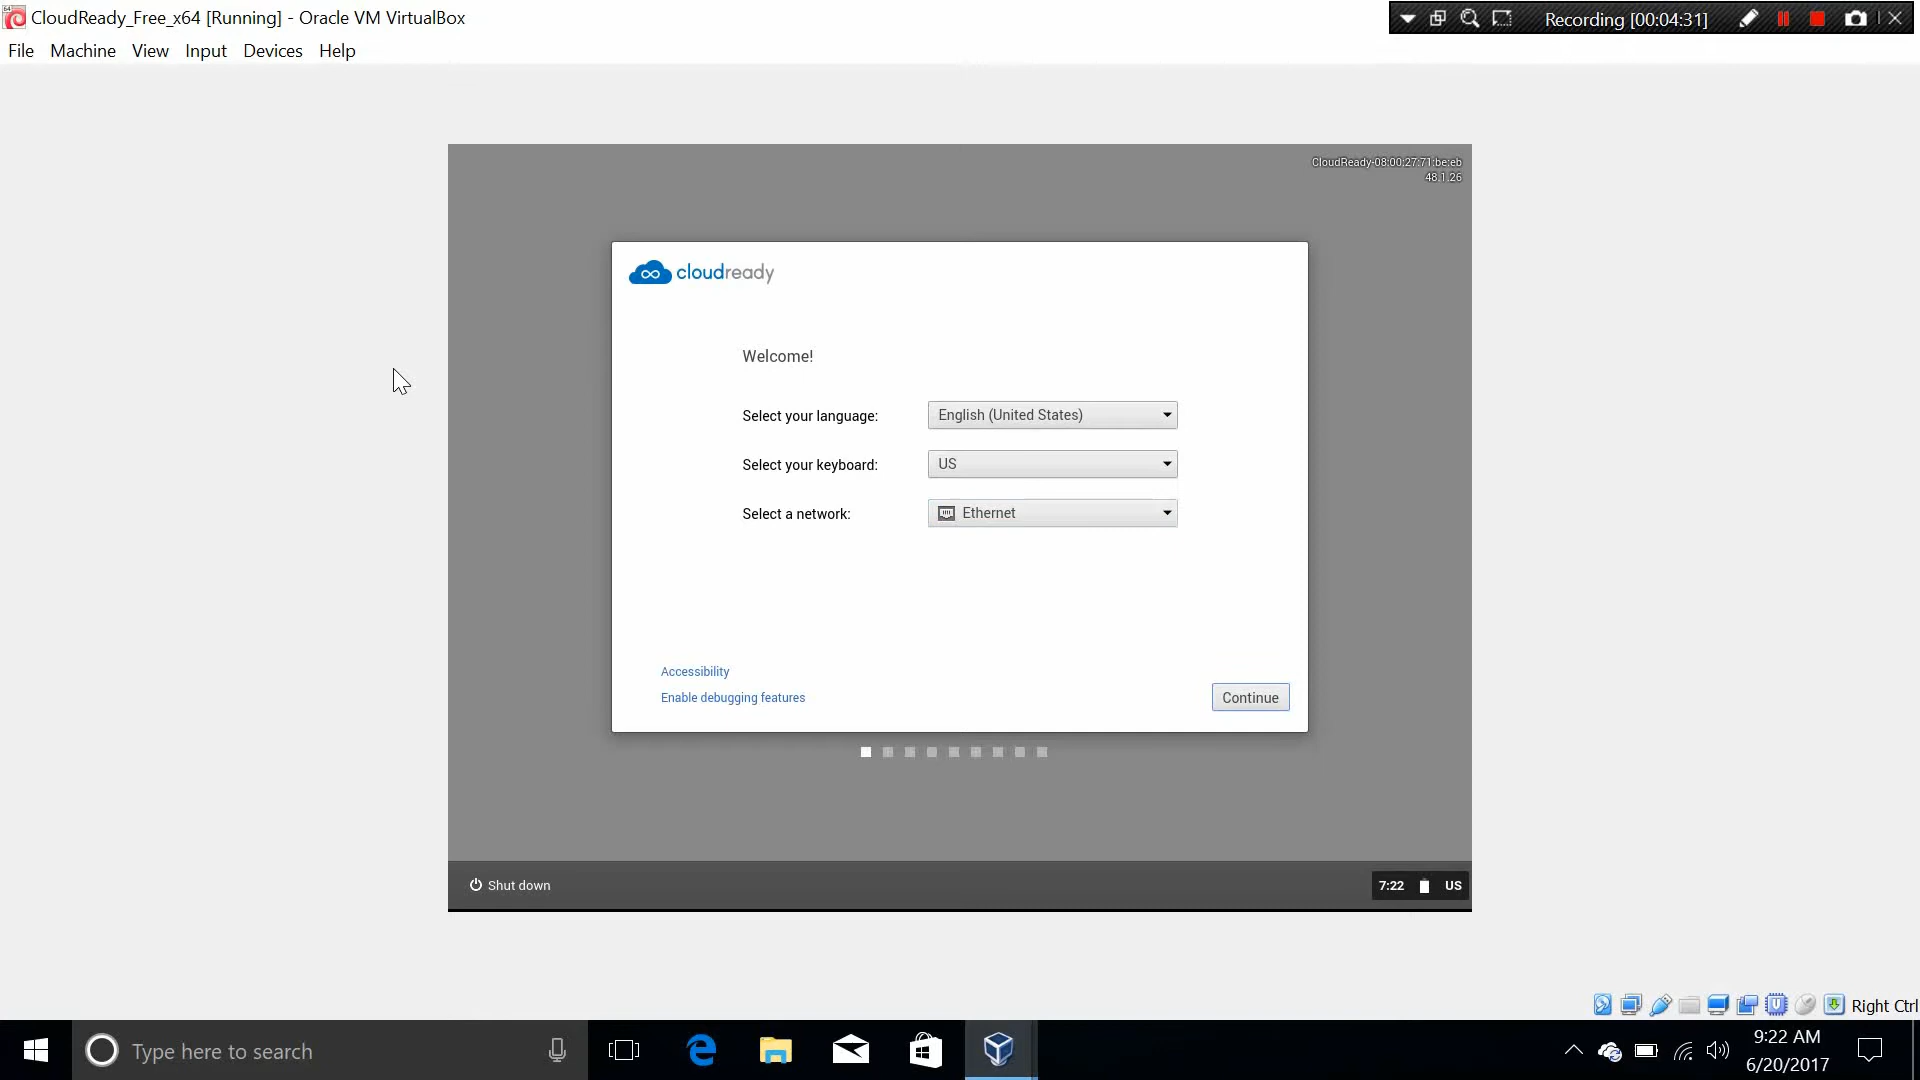 CloudReady_Free_x64 [Running] - Oracle VM VirtualBox
Recording [00:04:31]
File Machine View Input Devices Help
CloudReady-08:00:27:71:be:eb
48.1.26
cloudready
Welcome!
Select your language: English (United States)
Select your keyboard: US
Select a network: Ethernet
Accessibility
Enable debugging features
Continue
Shut down
7:22 US
Right Ctrl
Type here to search
9:22 AM
6/20/2017